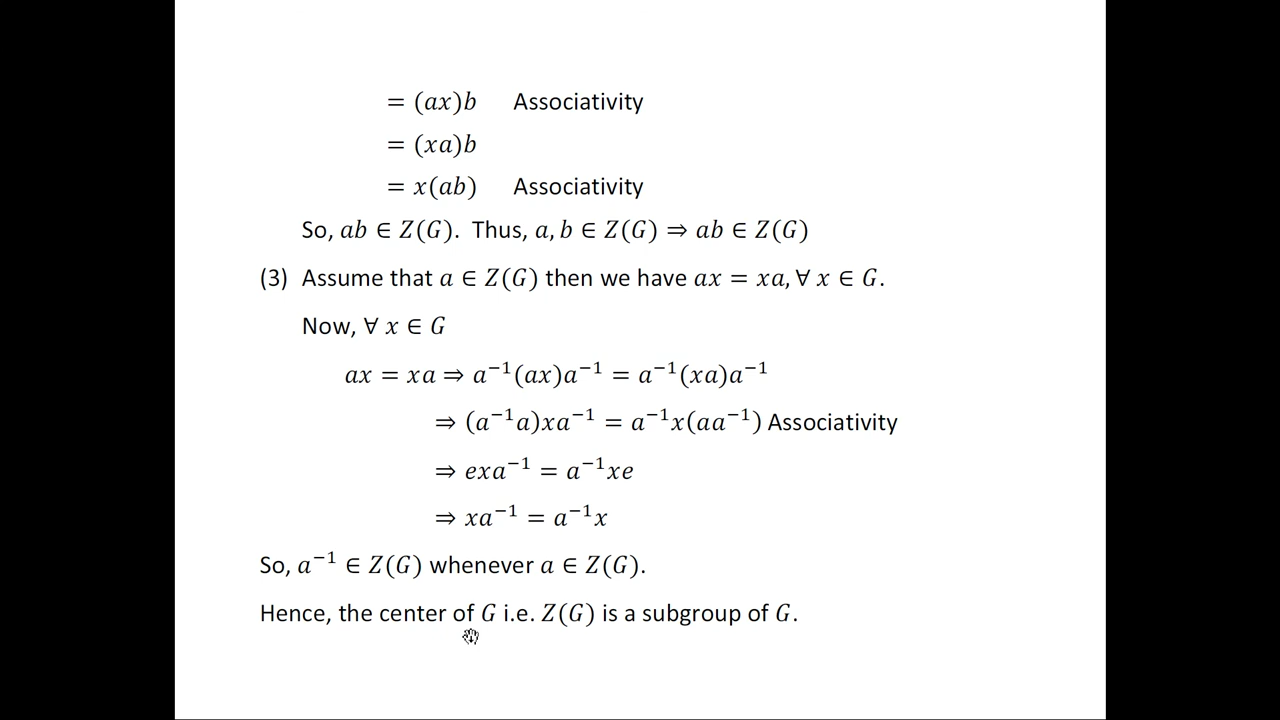 = (ax)b Associativity
= (xa)b
= x(ab) Associativity
So, ab ∈ Z(G). Thus, a, b ∈ Z(G) ⇒ ab ∈ Z(G)
(3) Assume that a ∈ Z(G) then we have ax = xa, ∀ x ∈ G.
Now, ∀ x ∈ G
ax = xa ⇒ a⁻¹(ax)a⁻¹ = a⁻¹(xa)a⁻¹
⇒ (a⁻¹a)xa⁻¹ = a⁻¹x(aa⁻¹) Associativity
⇒ exa⁻¹ = a⁻¹xe
⇒ xa⁻¹ = a⁻¹x
So, a⁻¹ ∈ Z(G) whenever a ∈ Z(G).
Hence, the center of G i.e. Z(G) is a subgroup of G.